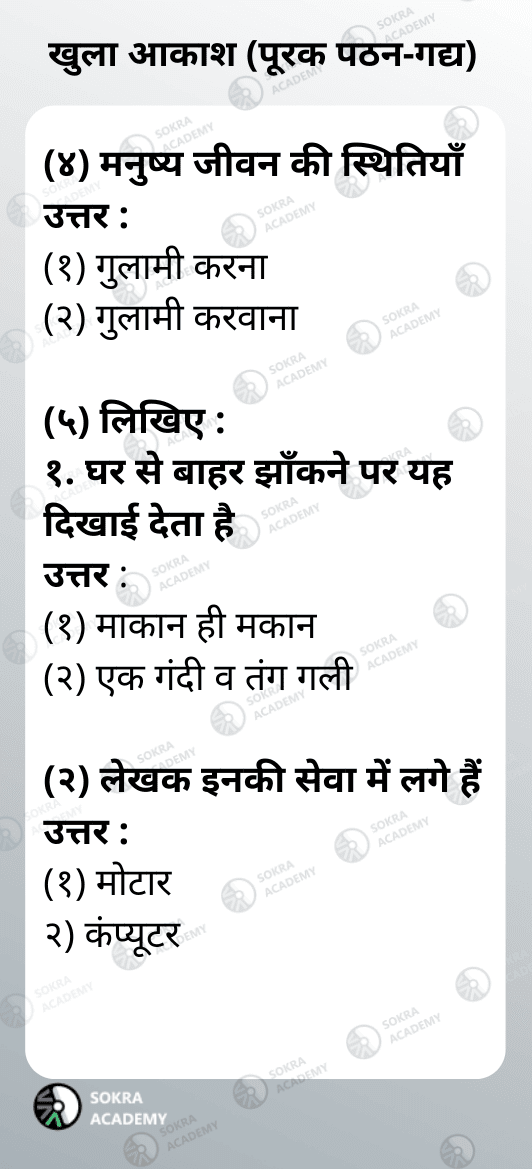 खुला आकाश (पूरक पठन-गद्य)
(४) मनुष्य जीवन की स्थितियाँ
उत्तर :
(१) गुलामी करना
(२) गुलामी करवाना
(५) लिखिए :
१. घर से बाहर झाँकने पर यह
दिखाई देता है
उत्तर :
(१) माकान ही मकान
(२) एक गंदी व तंग गली
(२) लेखक इनकी सेवा में लगे हैं
उत्तर :
(१) मोटार
२) कंप्यूटर
SOKRA
ACADEMY